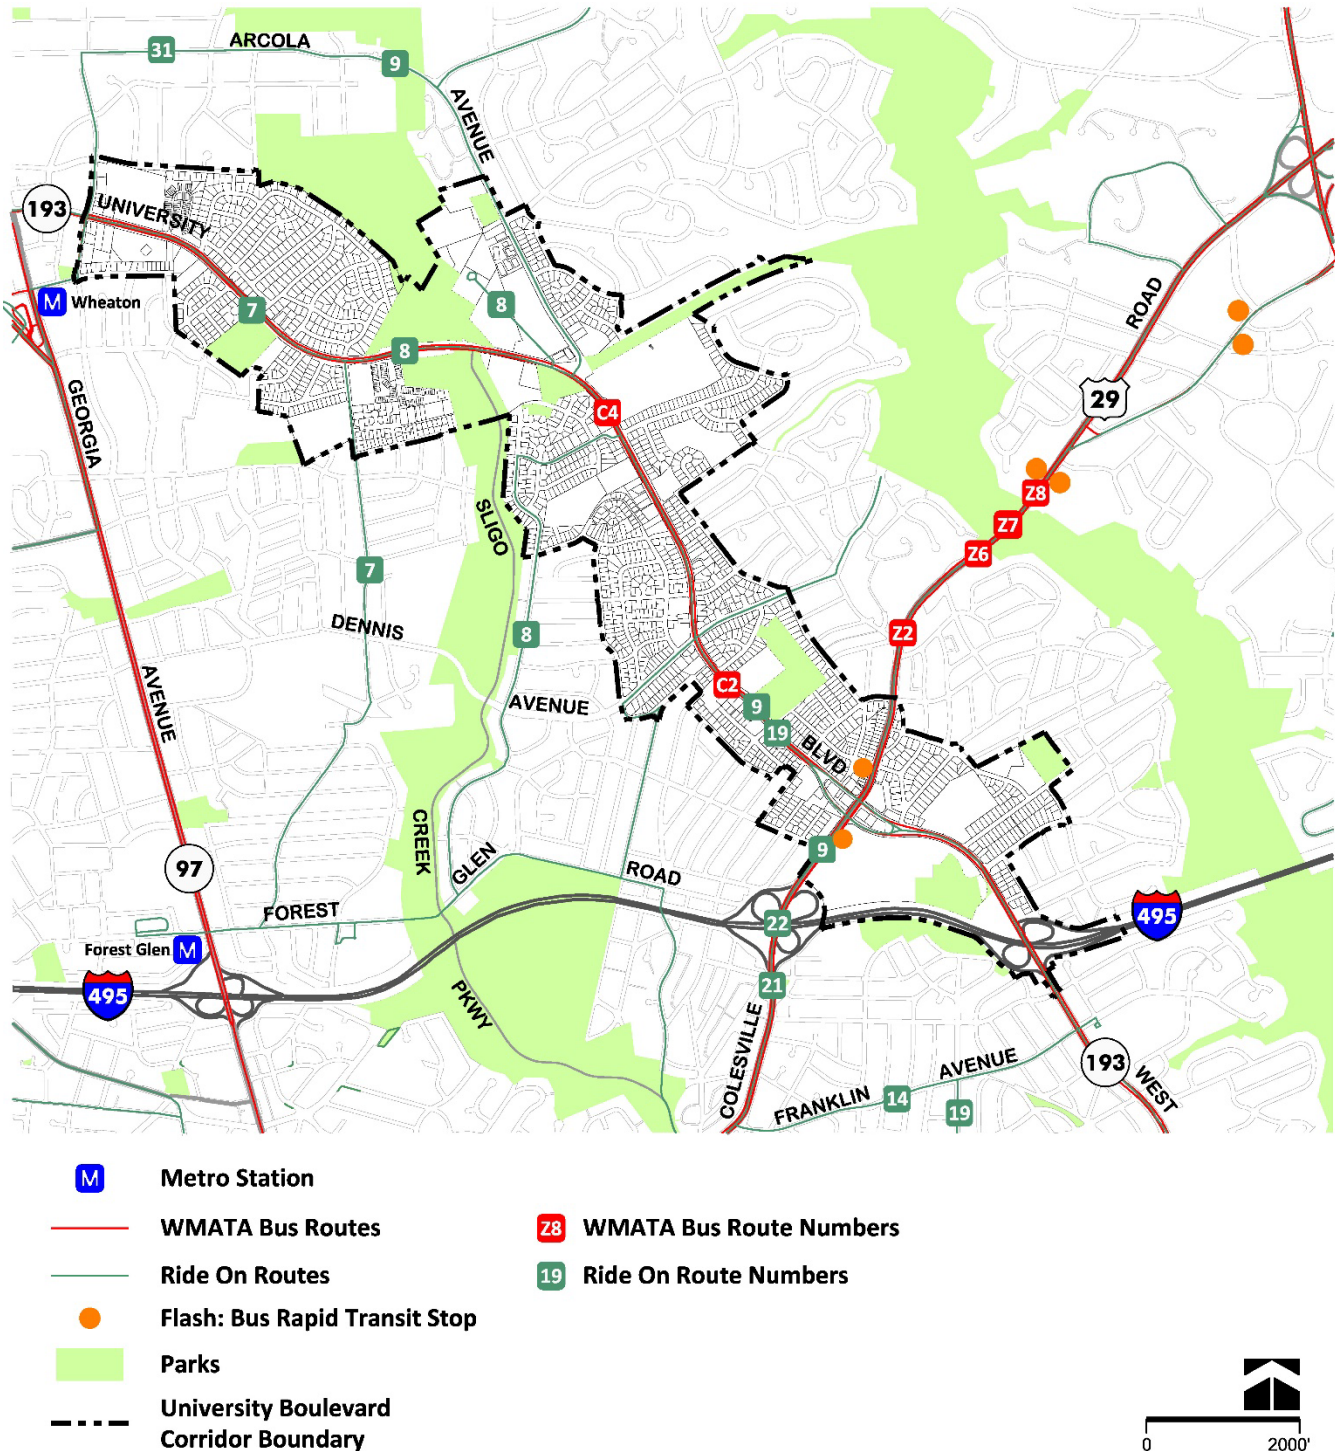 31
ARCOLA
9
AVENUE
193
UNIVERSITY
M
Wheaton
7
8
8
ROAD
29
C4
GEORGIA
SLIGO
Z8
Z7
Z6
7
DENNIS
8
Z2
AVENUE
AVENUE
C2
9
19
BLVD
CREEK
GLEN
ROAD
9
97
FOREST
22
495
Forest Glen
M
495
21
PKWY
COLESVILLE
FRANKLIN
AVENUE
14
19
193
WEST
M
Metro Station
WMATA Bus Routes
Z8
WMATA Bus Route Numbers
Ride On Routes
19
Ride On Route Numbers
Flash: Bus Rapid Transit Stop
Parks
University Boulevard
Corridor Boundary
0
2000'